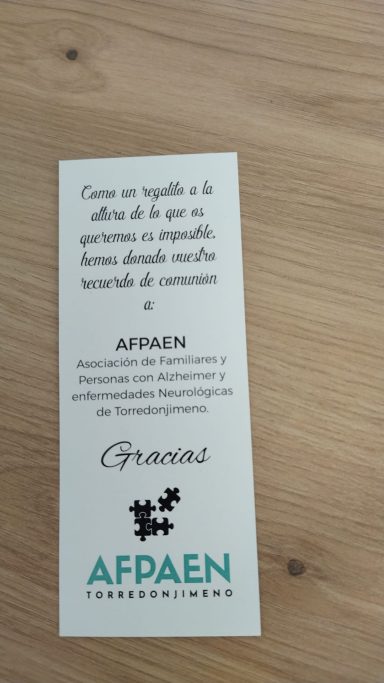 Como un regalito a la
altura de lo que os
queremos es imposible,
hemos donado vuestro
recuerdo de comunión
a:
AFPAEN
Asociación de Familiares y
Personas con Alzheimer y
enfermedades Neurológicas
de Torredonjimeno.
Gracias
AFPAEN
TORREDONJIMENO